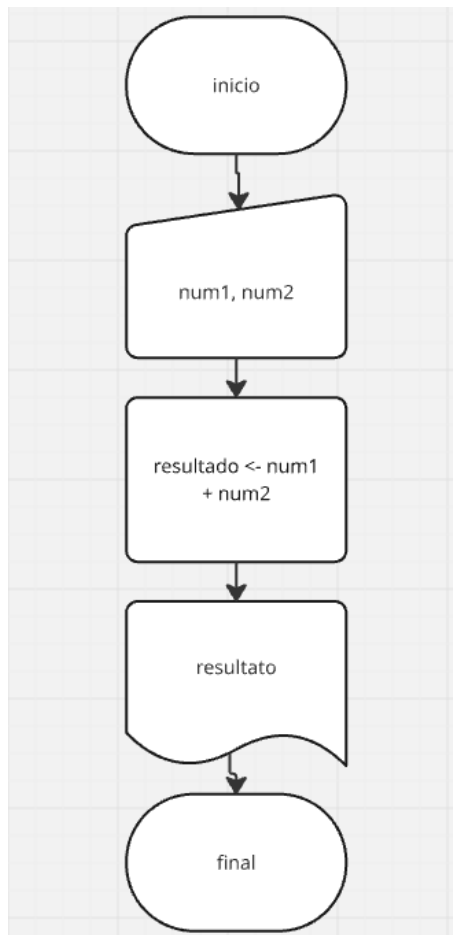 inicio
num1, num2
resultado <- num1
+ num2
resultato
final